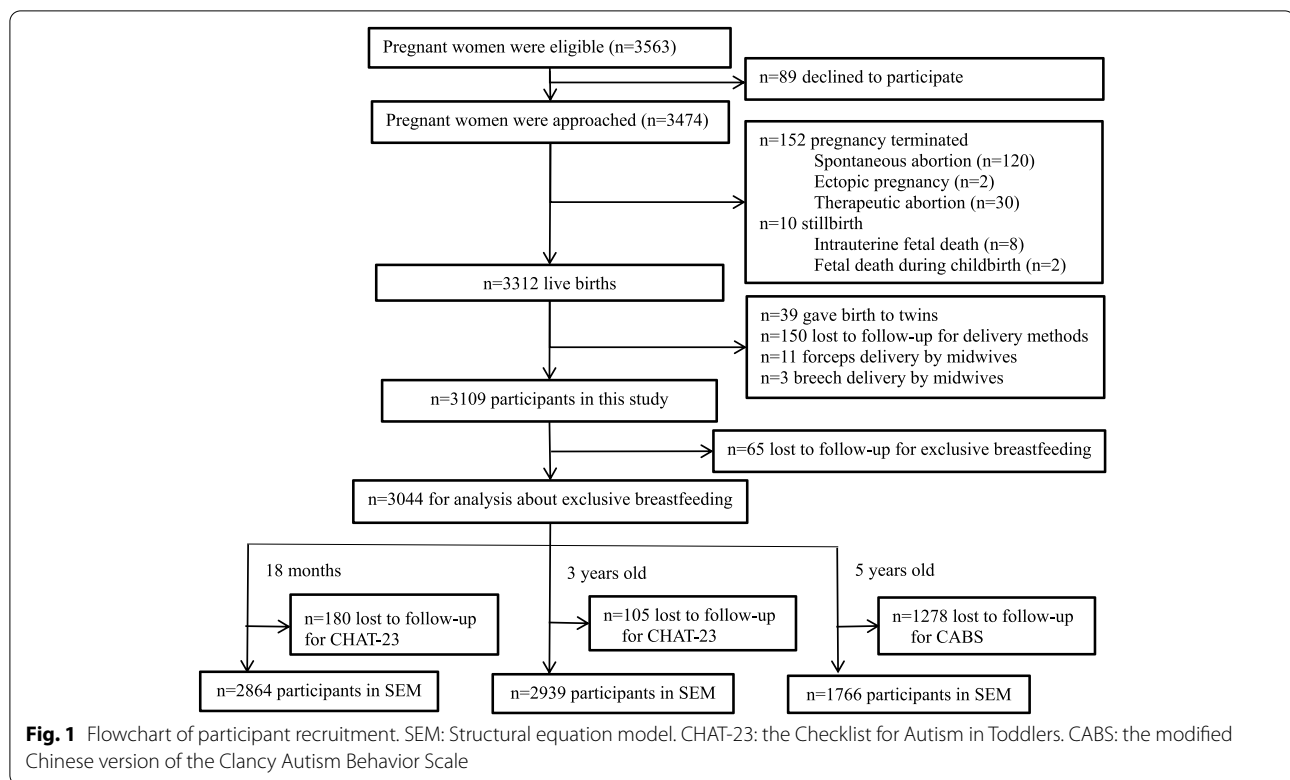 Pregnant women were eligible (n=3563)
n=89 declined to participate
Pregnant women were approached (n=3474)
n=152 pregnancy terminated
Spontaneous abortion (n=120)
Ectopic pregnancy (n=2)
Therapeutic abortion (n=30)
n=10 stillbirth
Intrauterine fetal death (n=8)
Fetal death during childbirth (n=2)
n=3312 live births
n=39 gave birth to twins
n=150 lost to follow-up for delivery methods
n=11 forceps delivery by midwives
n=3 breech delivery by midwives
n=3109 participants in this study
n=65 lost to follow-up for exclusive breastfeeding
n=3044 for analysis about exclusive breastfeeding
18 months
3 years old
5 years old
n=180 lost to follow-up
for CHAT-23
n=105 lost to follow-up
for CHAT-23
n=1278 lost to follow-up
for CABS
n=2864 participants in SEM
n=2939 participants in SEM
n=1766 participants in SEM
Fig. 1 Flowchart of participant recruitment. SEM: Structural equation model. CHAT-23: the Checklist for Autism in Toddlers. CABS: the modified
Chinese version of the Clancy Autism Behavior Scale